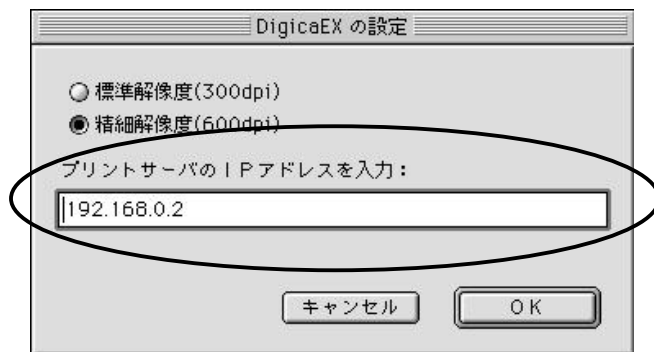 DigicaEX の設定
標準解像度(300dpi)
精細解像度(600dpi)
プリントサーバのＩＰアドレスを入力：
192.168.0.2
キャンセル
OK